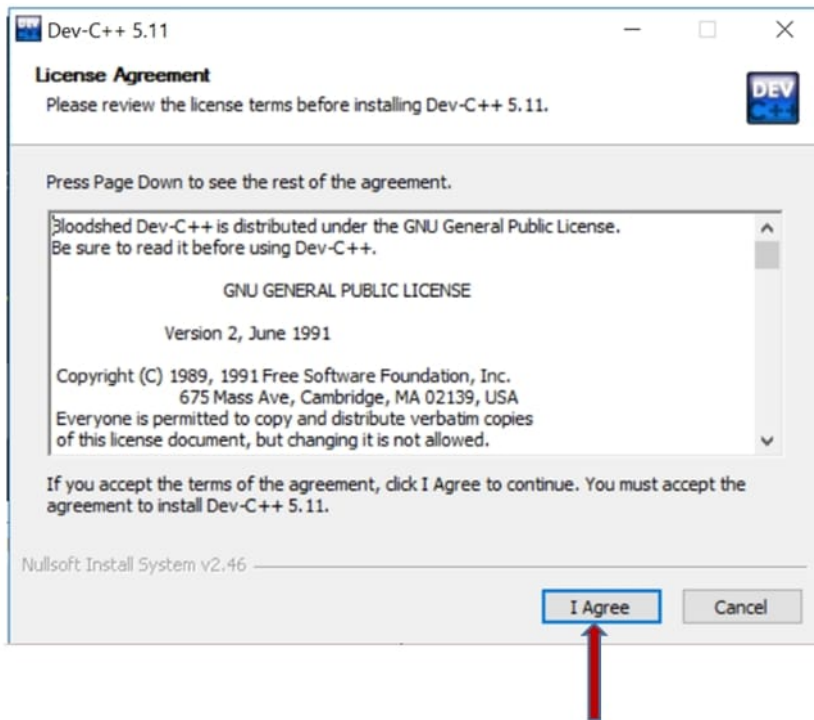 Dev-C++ 5.11
License Agreement
Please review the license terms before installing Dev-C++ 5.11.
DEV
C++
Press Page Down to see the rest of the agreement.
Bloodshed Dev-C++ is distributed under the GNU General Public License.
Be sure to read it before using Dev-C++.
GNU GENERAL PUBLIC LICENSE
Version 2, June 1991
Copyright (C) 1989, 1991 Free Software Foundation, Inc.
675 Mass Ave, Cambridge, MA 02139, USA
Everyone is permitted to copy and distribute verbatim copies
of this license document, but changing it is not allowed.
If you accept the terms of the agreement, click I Agree to continue. You must accept the
agreement to install Dev-C++ 5.11.
Nullsoft Install System v2.46
I Agree
Cancel